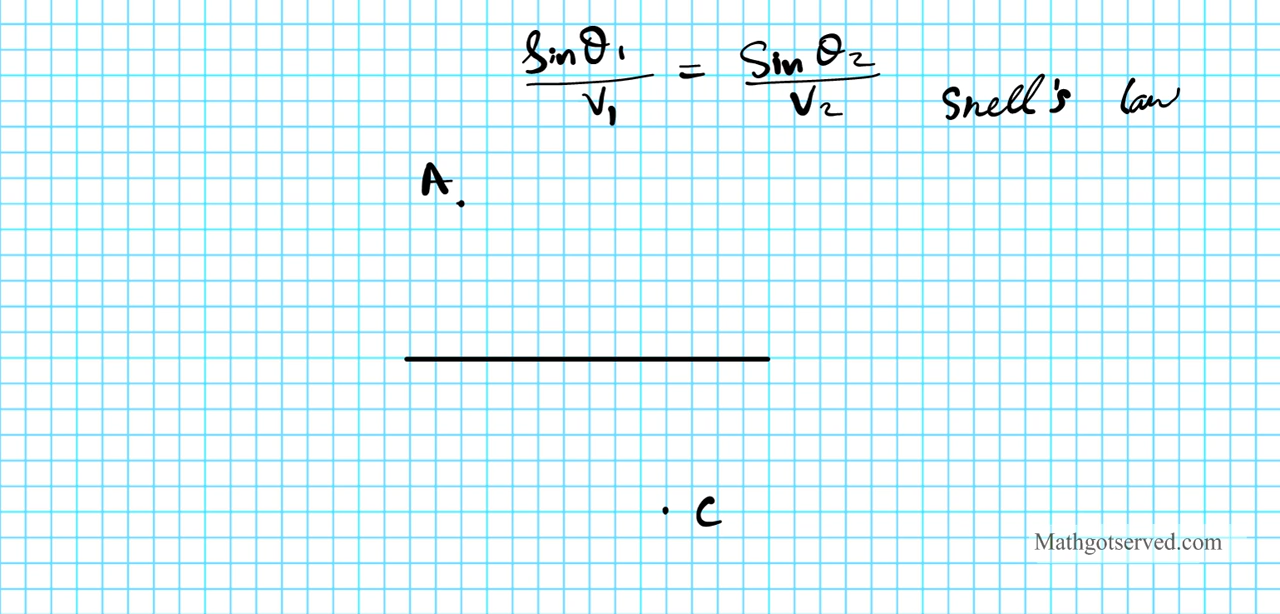 sinθ₁/V₁ = sinθ₂/V₂ Snell's law
A
C
Mathgotserved.com